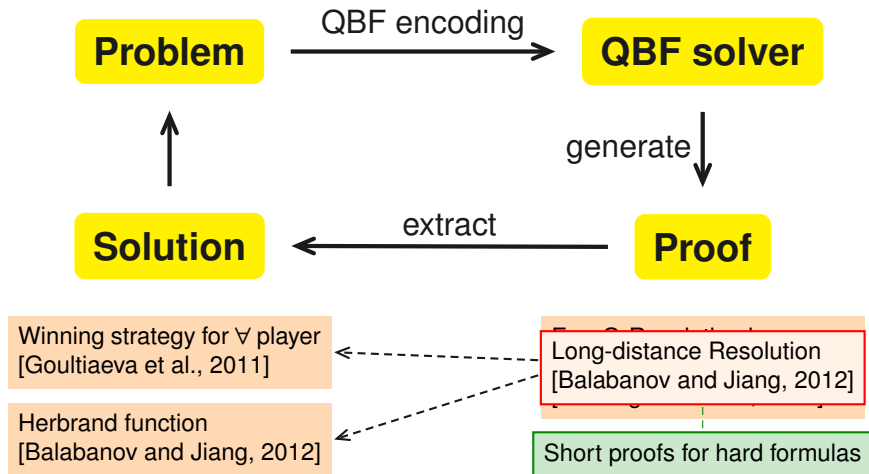 QBF encoding
Problem
QBF solver
generate
extract
Solution
Proof
Winning strategy for ∀ player
[Goultiaeva et al., 2011]
Long-distance Resolution
[Balabanov and Jiang, 2012]
Herbrand function
[Balabanov and Jiang, 2012]
Short proofs for hard formulas